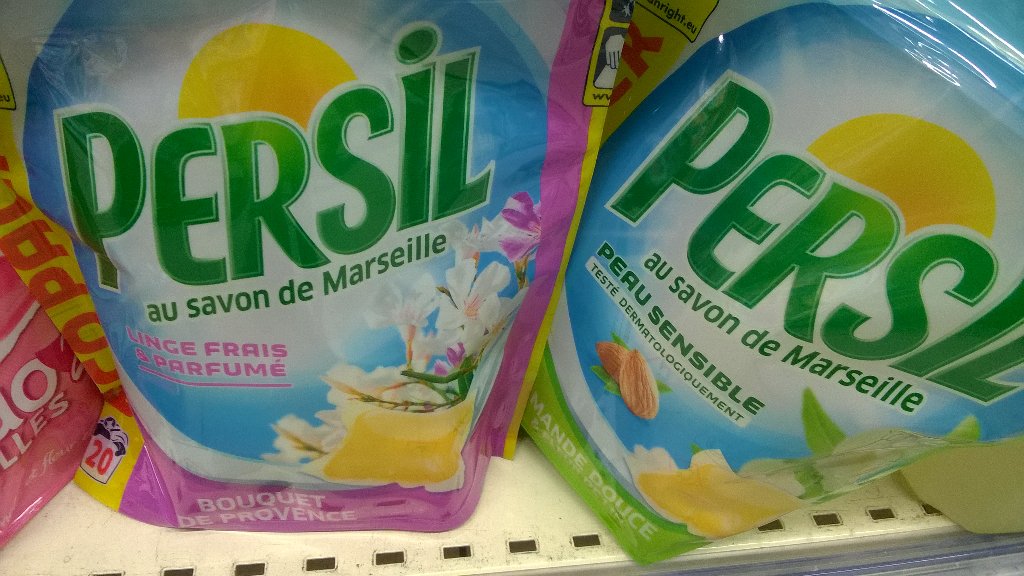 PERSIL
au savon de Marseille
LINGE FRAIS
& PARFUMÉ
20
BOUQUET
DE PROVENCE
PERSIL
au savon de Marseille
PEAU SENSIBLE
TESTÉ DERMATOLOGIQUEMENT
MANDE DOUCE